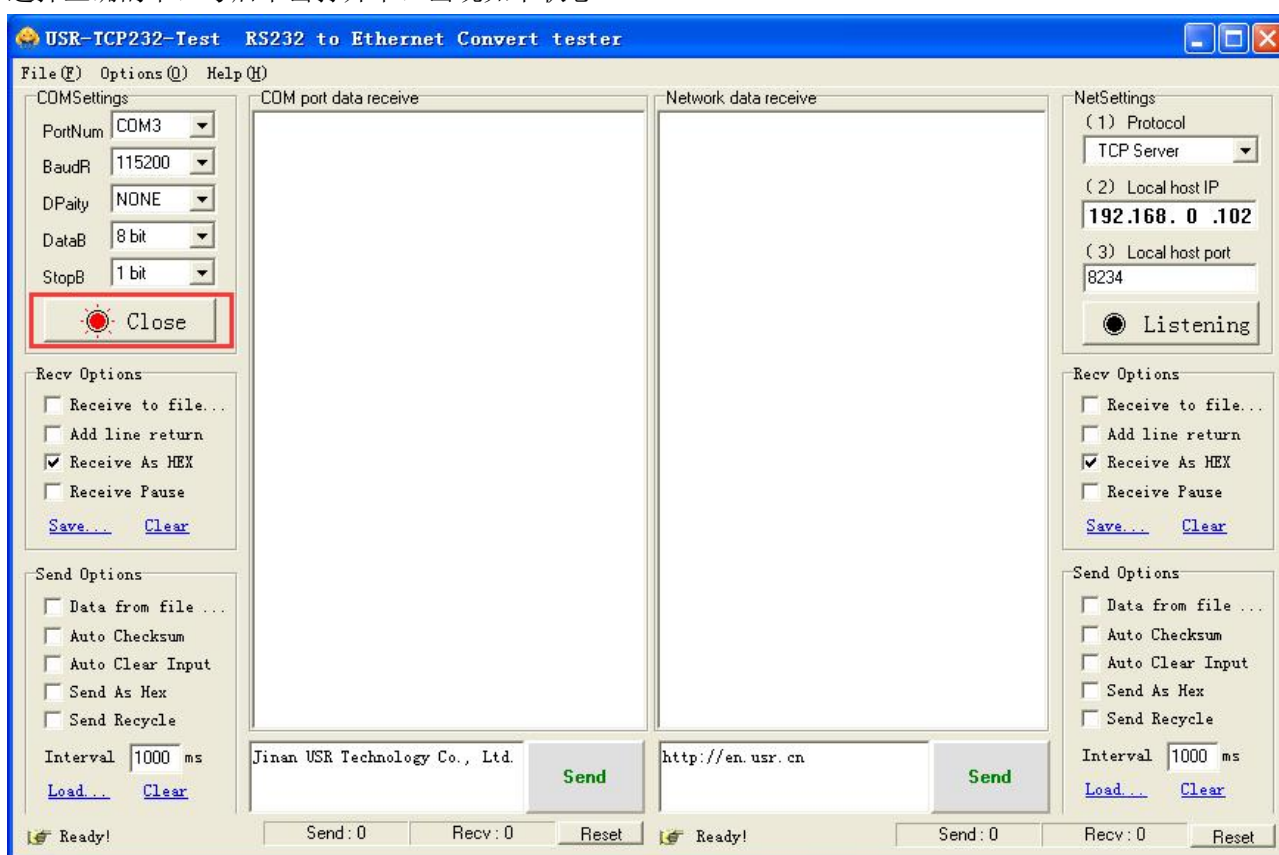 USR-TCP232-Test RS232 to Ethernet Convert tester
File(F) Options(O) Help(H)
COMSettings
PortNum COM3
BaudR 115200
DPaity NONE
DataB 8 bit
StopB 1 bit
Close
Recv Options
Receive to file...
Add line return
Receive As HEX
Receive Pause
Save... Clear
Send Options
Data from file ...
Auto Checksum
Auto Clear Input
Send As Hex
Send Recycle
Interval 1000 ms
Load... Clear
Ready!
COM port data receive
Jinan USR Technology Co., Ltd.
Send
Send : 0 Recv : 0 Reset
Network data receive
http://en.usr.cn
Send
Ready!
Send : 0 Recv : 0 Reset
NetSettings
(1) Protocol
TCP Server
(2) Local host IP
192.168. 0 .102
(3) Local host port
8234
Listening
Recv Options
Receive to file...
Add line return
Receive As HEX
Receive Pause
Save... Clear
Send Options
Data from file ...
Auto Checksum
Auto Clear Input
Send As Hex
Send Recycle
Interval 1000 ms
Load... Clear